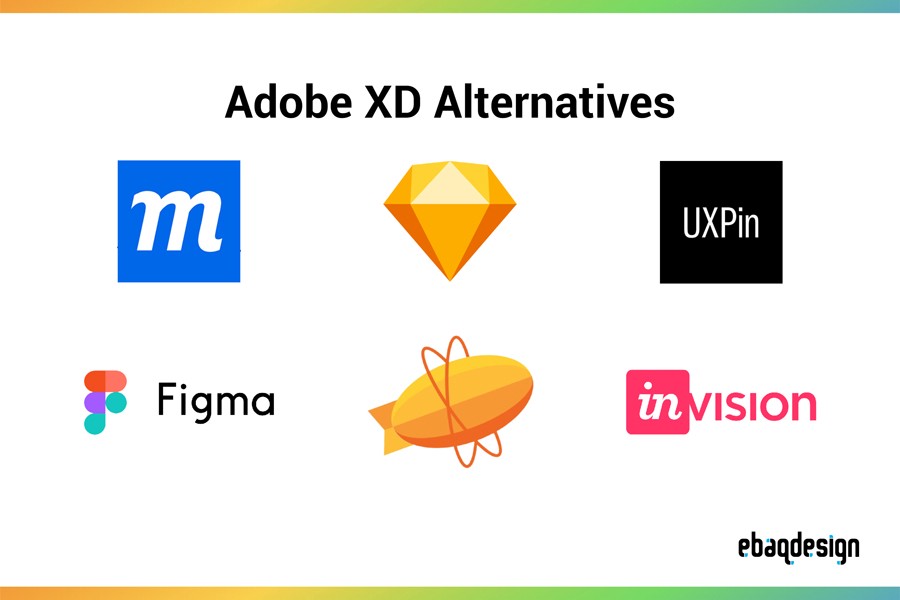 Adobe XD Alternatives
m
UXPin
Figma
invision
ebaqdesign